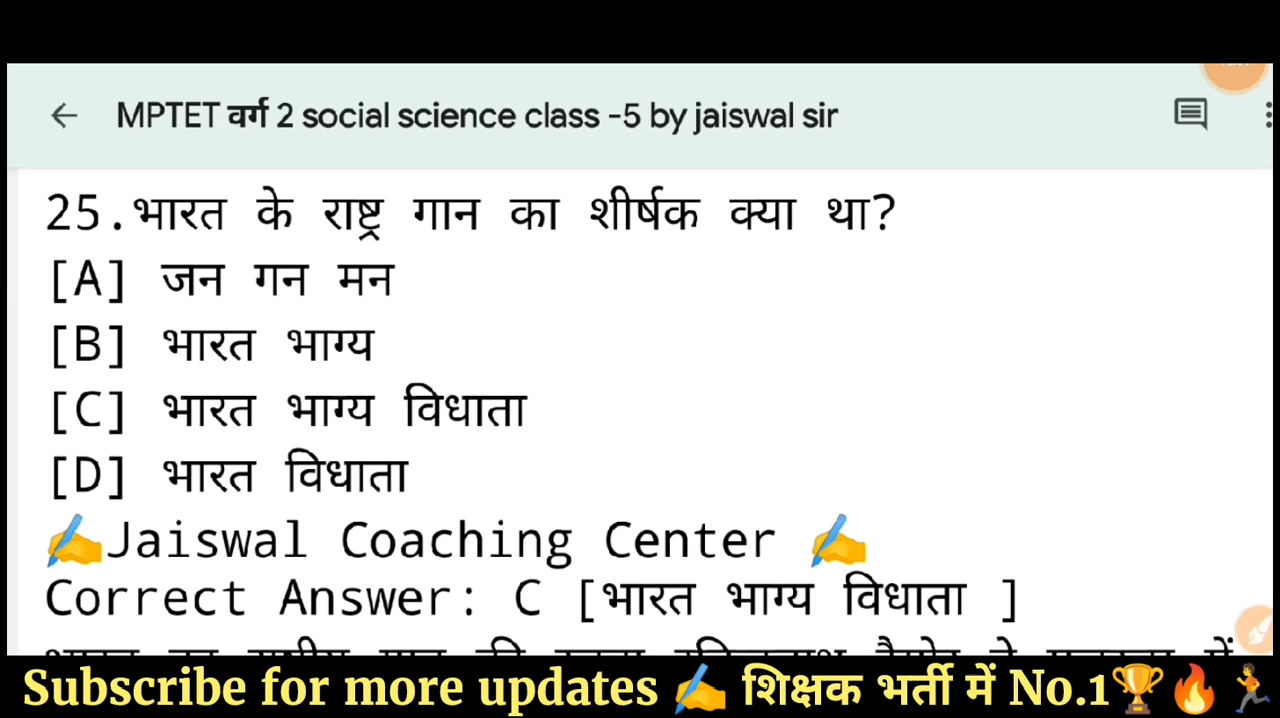 MPTET वर्ग 2 social science class -5 by jaiswal sir
25.भारत के राष्ट्र गान का शीर्षक क्या था?
[A] जन गन मन
[B] भारत भाग्य
[C] भारत भाग्य विधाता
[D] भारत विधाता
✍️Jaiswal Coaching Center ✍️
Correct Answer: C [भारत भाग्य विधाता ]
Subscribe for more updates ✍️ शिक्षक भर्ती में No.1🏆🔥🏃